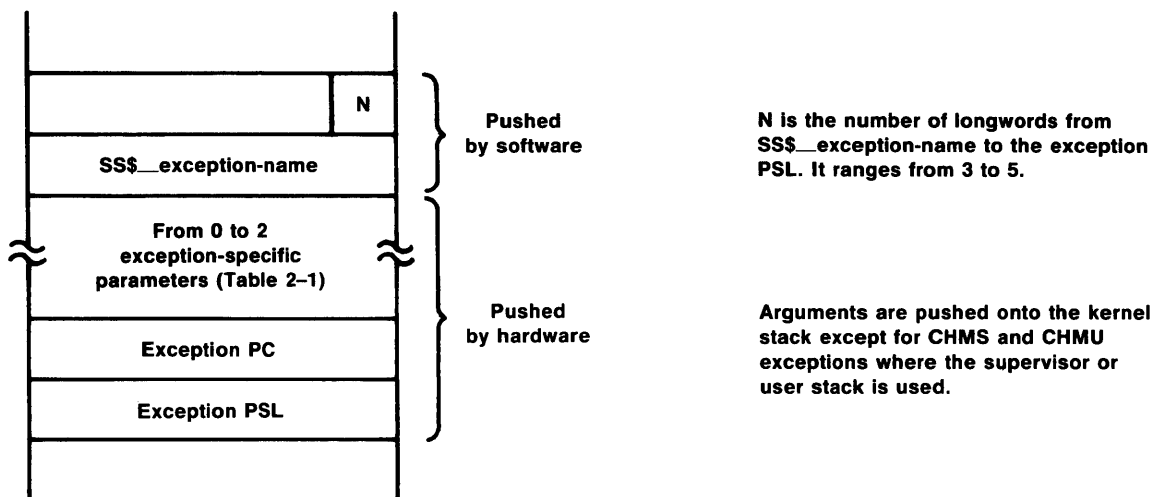 N
SS$__exception-name
From 0 to 2
exception-specific
parameters (Table 2–1)
Exception PC
Exception PSL
Pushed
by software
Pushed
by hardware
N is the number of longwords from
SS$__exception-name to the exception
PSL. It ranges from 3 to 5.
Arguments are pushed onto the kernel
stack except for CHMS and CHMU
exceptions where the supervisor or
user stack is used.